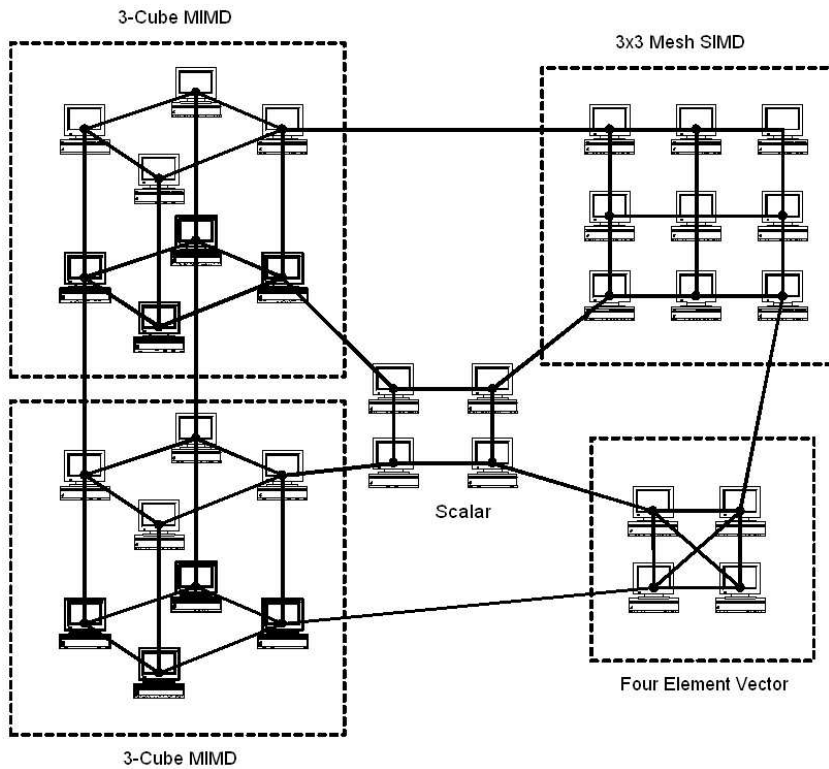 3-Cube MIMD
3x3 Mesh SIMD
Scalar
Four Element Vector
3-Cube MIMD